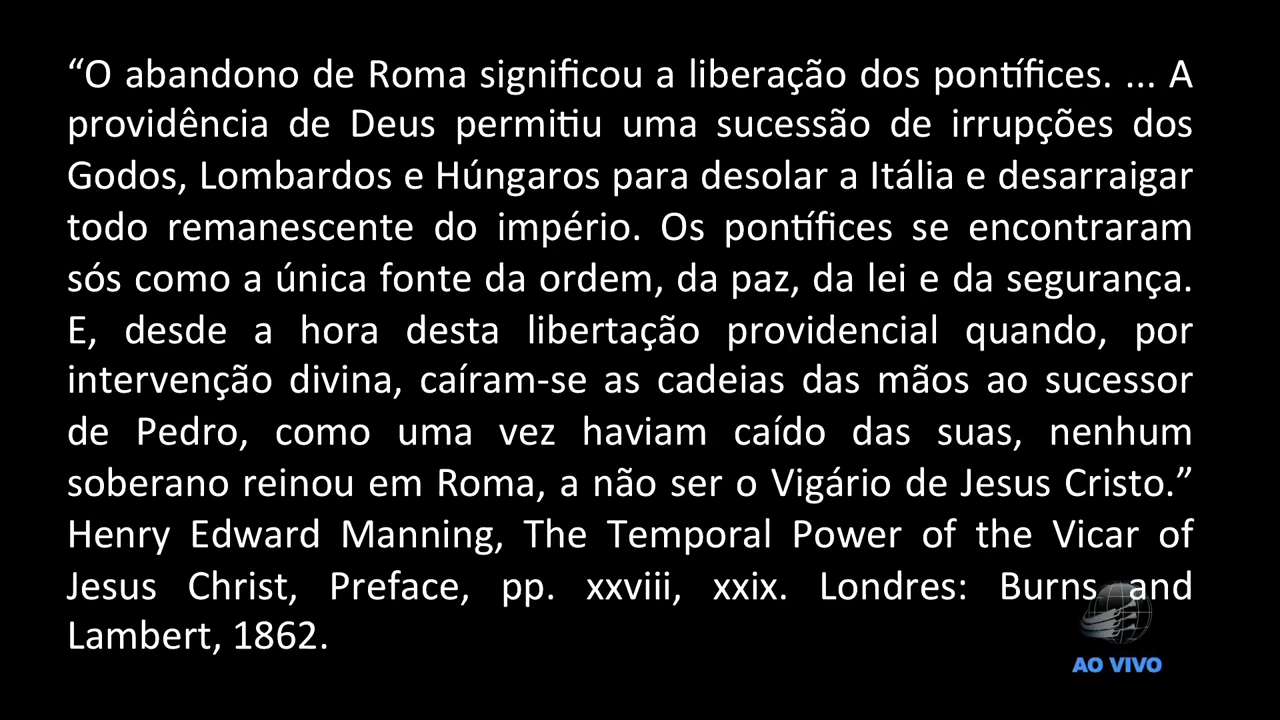 “O abandono de Roma significou a liberação dos pontífices. ... A
providência de Deus permitiu uma sucessão de irrupções dos
Godos, Lombardos e Húngaros para desolar a Itália e desarraigar
todo remanescente do império. Os pontífices se encontraram
sós como a única fonte da ordem, da paz, da lei e da segurança.
E, desde a hora desta libertação providencial quando, por
intervenção divina, caíram-se as cadeias das mãos ao sucessor
de Pedro, como uma vez haviam caído das suas, nenhum
soberano reinou em Roma, a não ser o Vigário de Jesus Cristo.”
Henry Edward Manning, The Temporal Power of the Vicar of
Jesus Christ, Preface, pp. xxviii, xxix. Londres: Burns and
Lambert, 1862.
AO VIVO